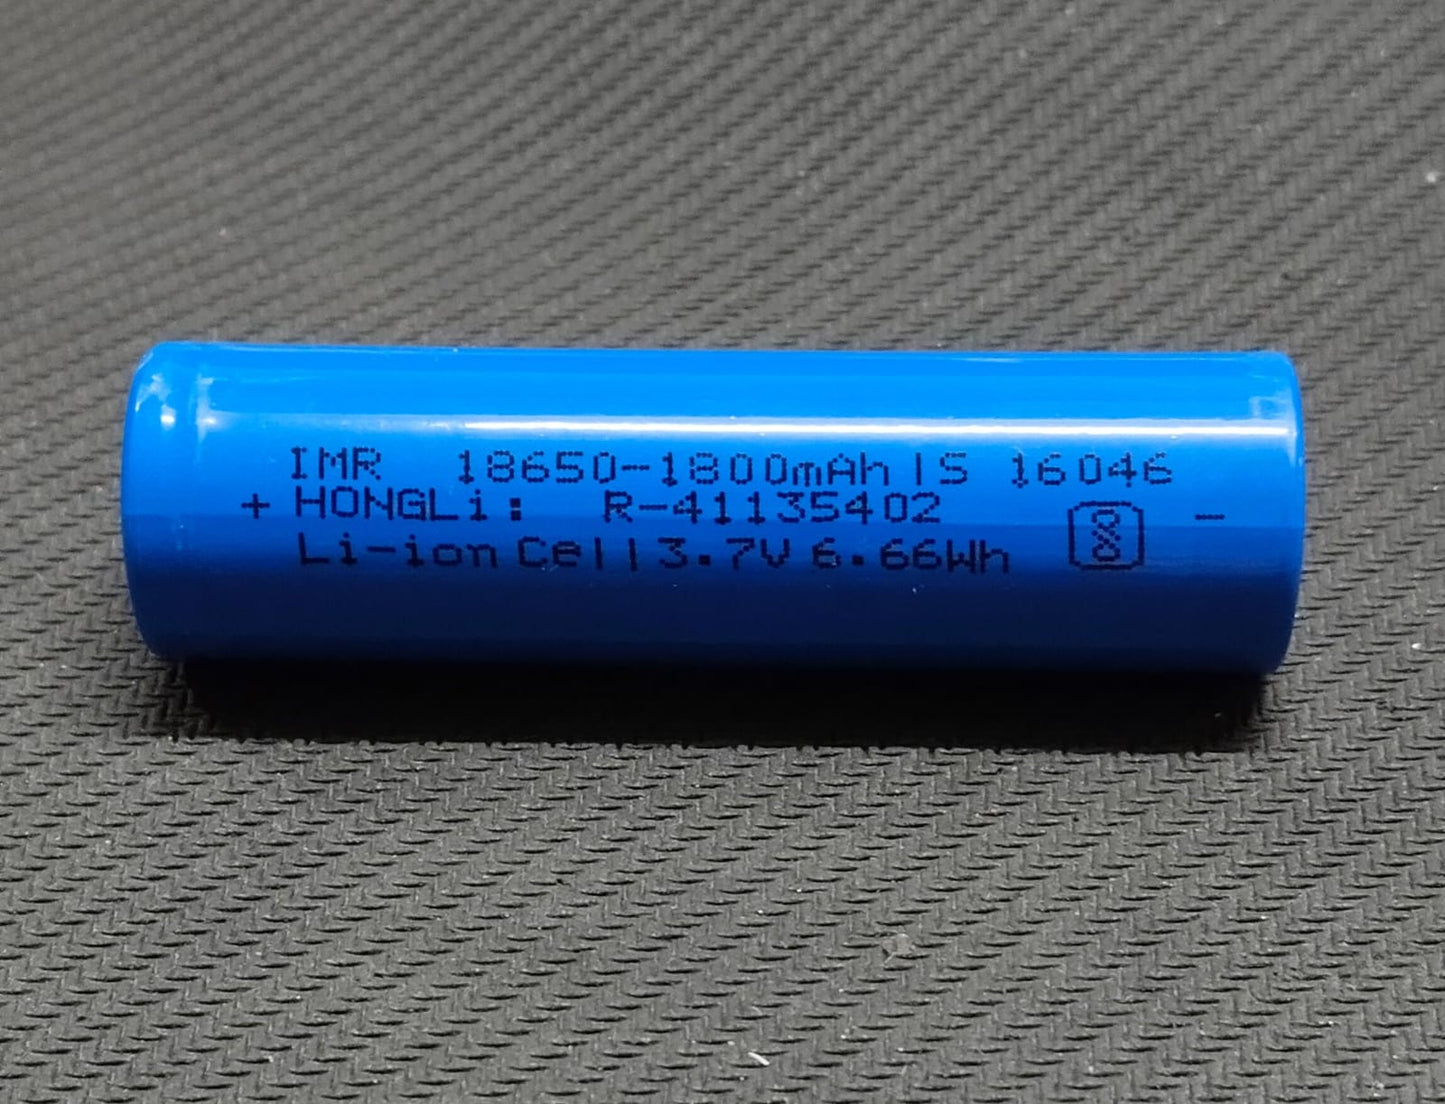 IMR 18650-1800mAh IS 16046
+ HONGLi: R-41135402 -
Li-ion Cell 3.7V 6.66Wh